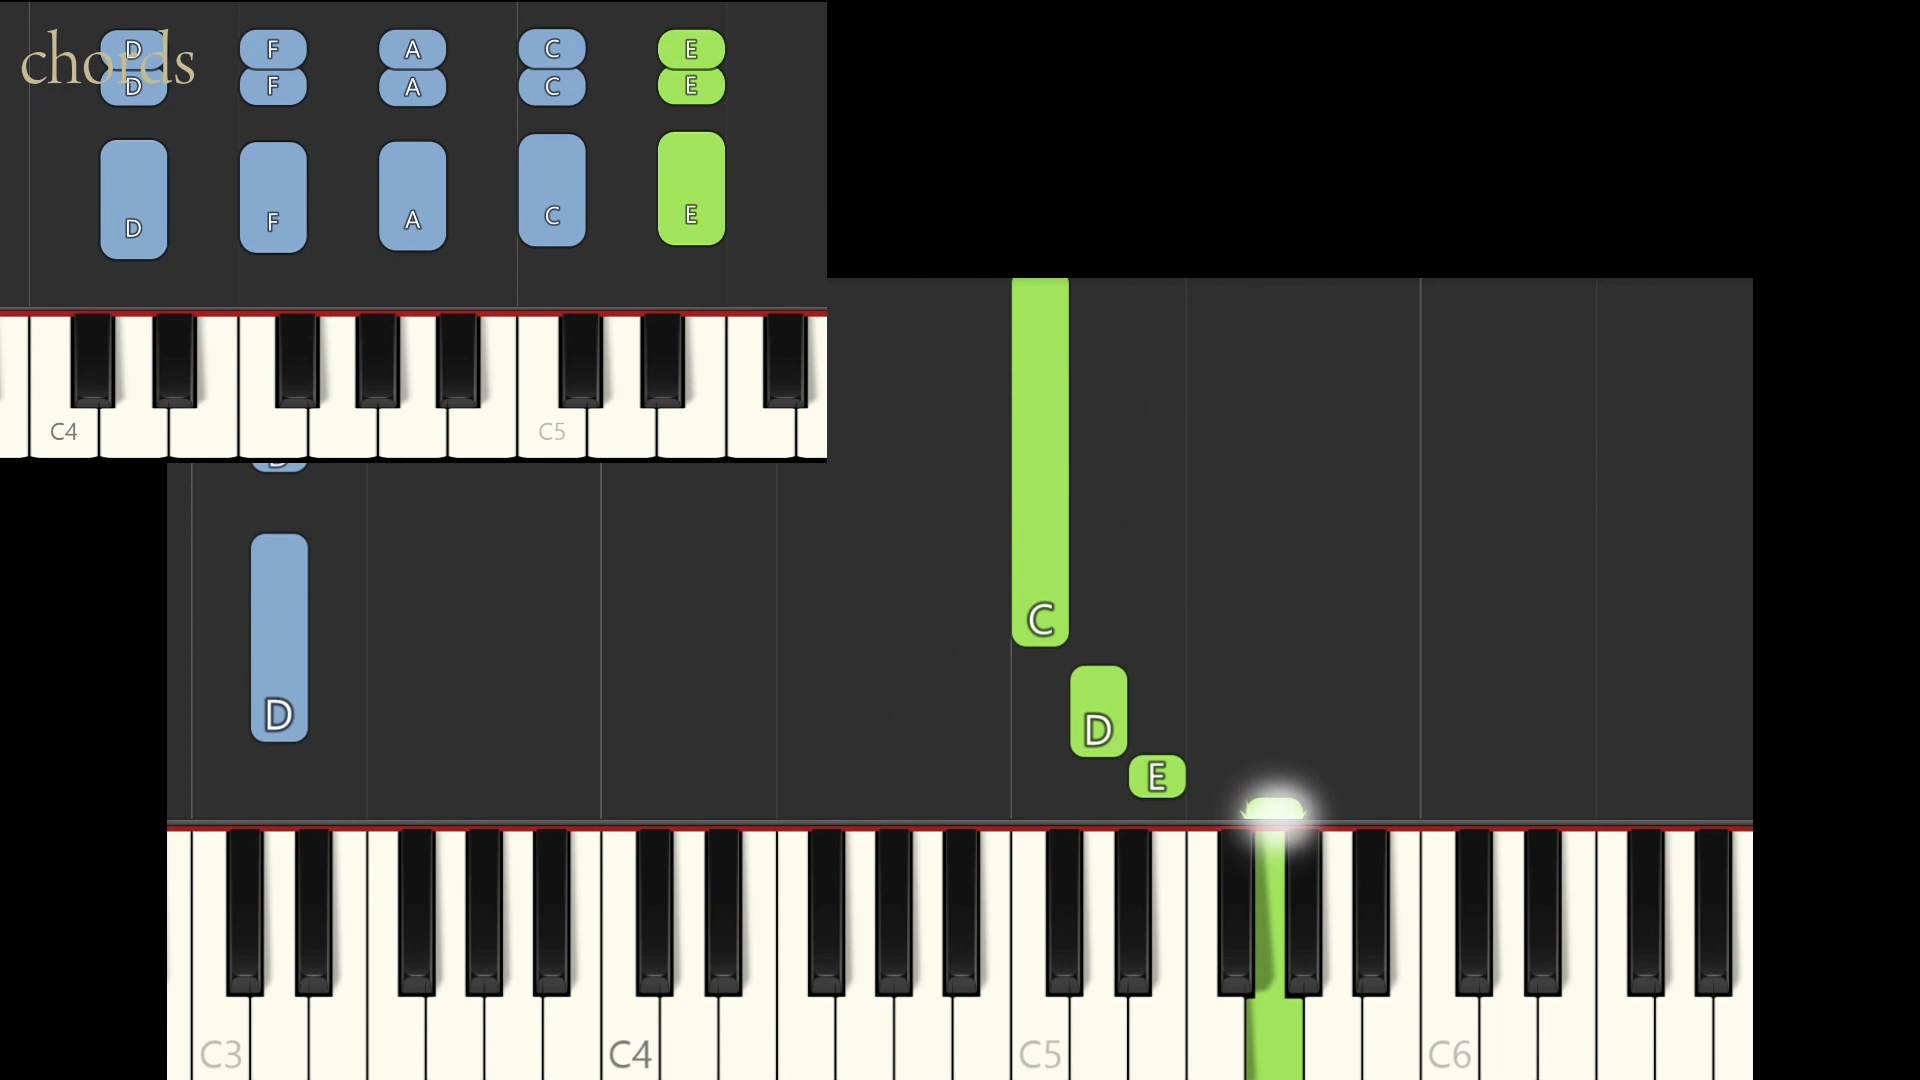 chords
D F A C E
D F A C E
D F A C E
C4 C5
D
C
D
D
E
C3 C4 C5 C6